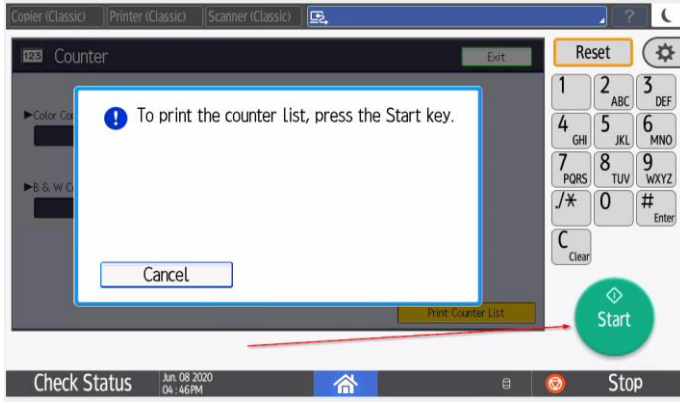 Copier (Classic) Printer (Classic) Scanner (Classic) ?
123 Counter Exit Reset
To print the counter list, press the Start key.
Color
B & W
Cancel
Print Counter List
1 2 ABC 3 DEF
4 GHI 5 JKL 6 MNO
7 PQRS 8 TUV 9 WXYZ
./* 0 # Enter
C Clear
Start
Check Status Jun. 08 2020 04:46PM Stop